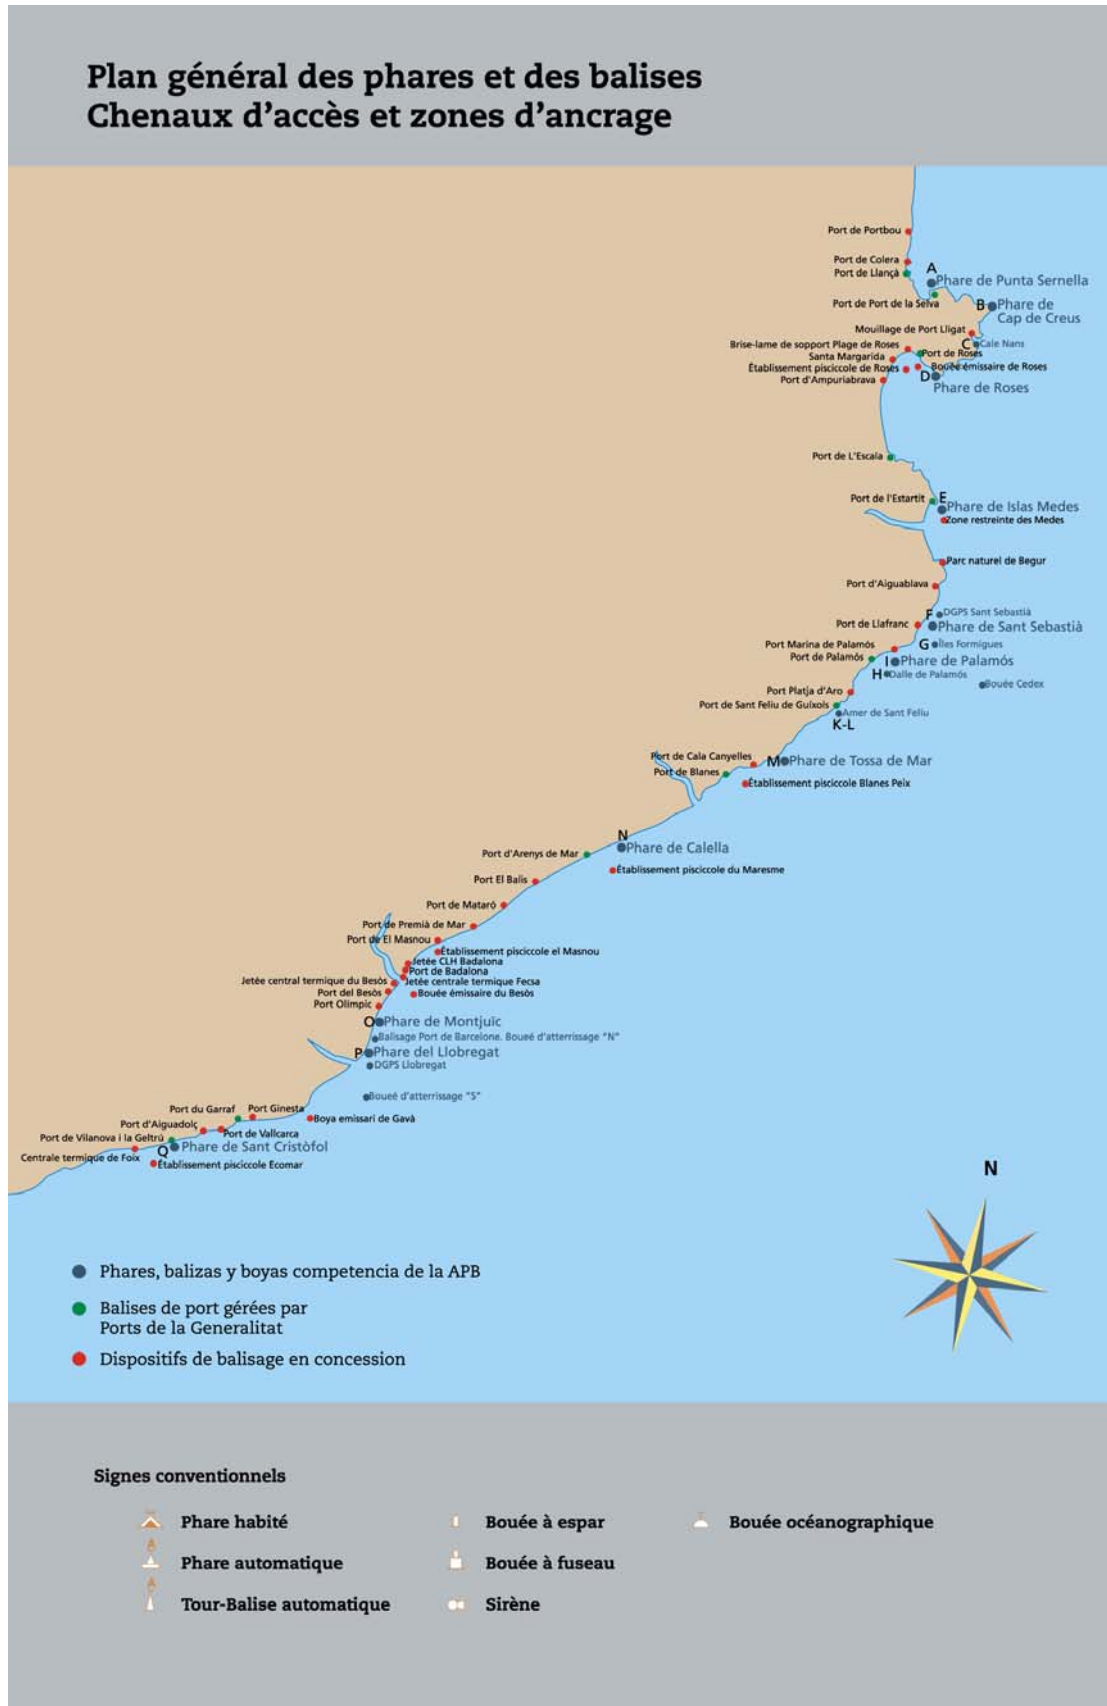 Plan général des phares et des balises
Chenaux d'accès et zones d'ancrage
Port de Portbou
Port de Colera
Port de Llançà
A
Phare de Punta Sernella
Port de Port de la Selva
B
Phare de
Cap de Creus
Mouillage de Port Lligat
C
Cale Nans
Brise-lame de sopport Plage de Roses
Port de Roses
Santa Margarida
Établissement pisciccole de Roses
Bouée émissaire de Roses
Port d'Ampuriabrava
D
Phare de Roses
Port de L'Escala
Port de l'Estartit
E
Phare de Islas Medes
Zone restreinte des Medes
Parc naturel de Begur
Port d'Aiguablava
DGPS Sant Sebastià
F
Port de Llafranc
Phare de Sant Sebastià
Port Marina de Palamós
G
Îles Formigues
Port de Palamós
I
Phare de Palamós
H
Dalle de Palamós
Bouée Cedex
Port Platja d'Aro
Port de Sant Feliu de Guíxols
Amer de Sant Feliu
K-L
Port de Cala Canyelles
M
Phare de Tossa de Mar
Port de Blanes
Établissement pisciccole Blanes Peix
N
Phare de Calella
Port d'Arenys de Mar
Établissement pisciccole du Maresme
Port El Balis
Port de Mataró
Port de Premià de Mar
Port de El Masnou
Établissement pisciccole el Masnou
Jetée CLH Badalona
Port de Badalona
Jetée central termique du Besòs
Jetée centrale termique Fecsa
Port del Besòs
Bouée émissaire du Besòs
Port Olimpic
O
Phare de Montjuïc
Balisage Port de Barcelone. Boueé d'atterrissage "N"
P
Phare del Llobregat
DGPS Llobregat
Boueé d'atterrissage "S"
Port du Garraf
Port Ginesta
Boya emissari de Gavà
Port d'Aiguadolç
Port de Vallcarca
Port de Vilanova i la Geltrú
Q
Phare de Sant Cristòfol
Centrale termique de Foix
Établissement pisciccole Ecomar
N
Phares, balizas y boyas competencia de la APB
Balises de port gérées par
Ports de la Generalitat
Dispositifs de balisage en concession
Signes conventionnels
Phare habité
Bouée à espar
Bouée océanographique
A
Phare automatique
Bouée à fuseau
A
Tour-Balise automatique
Sirène